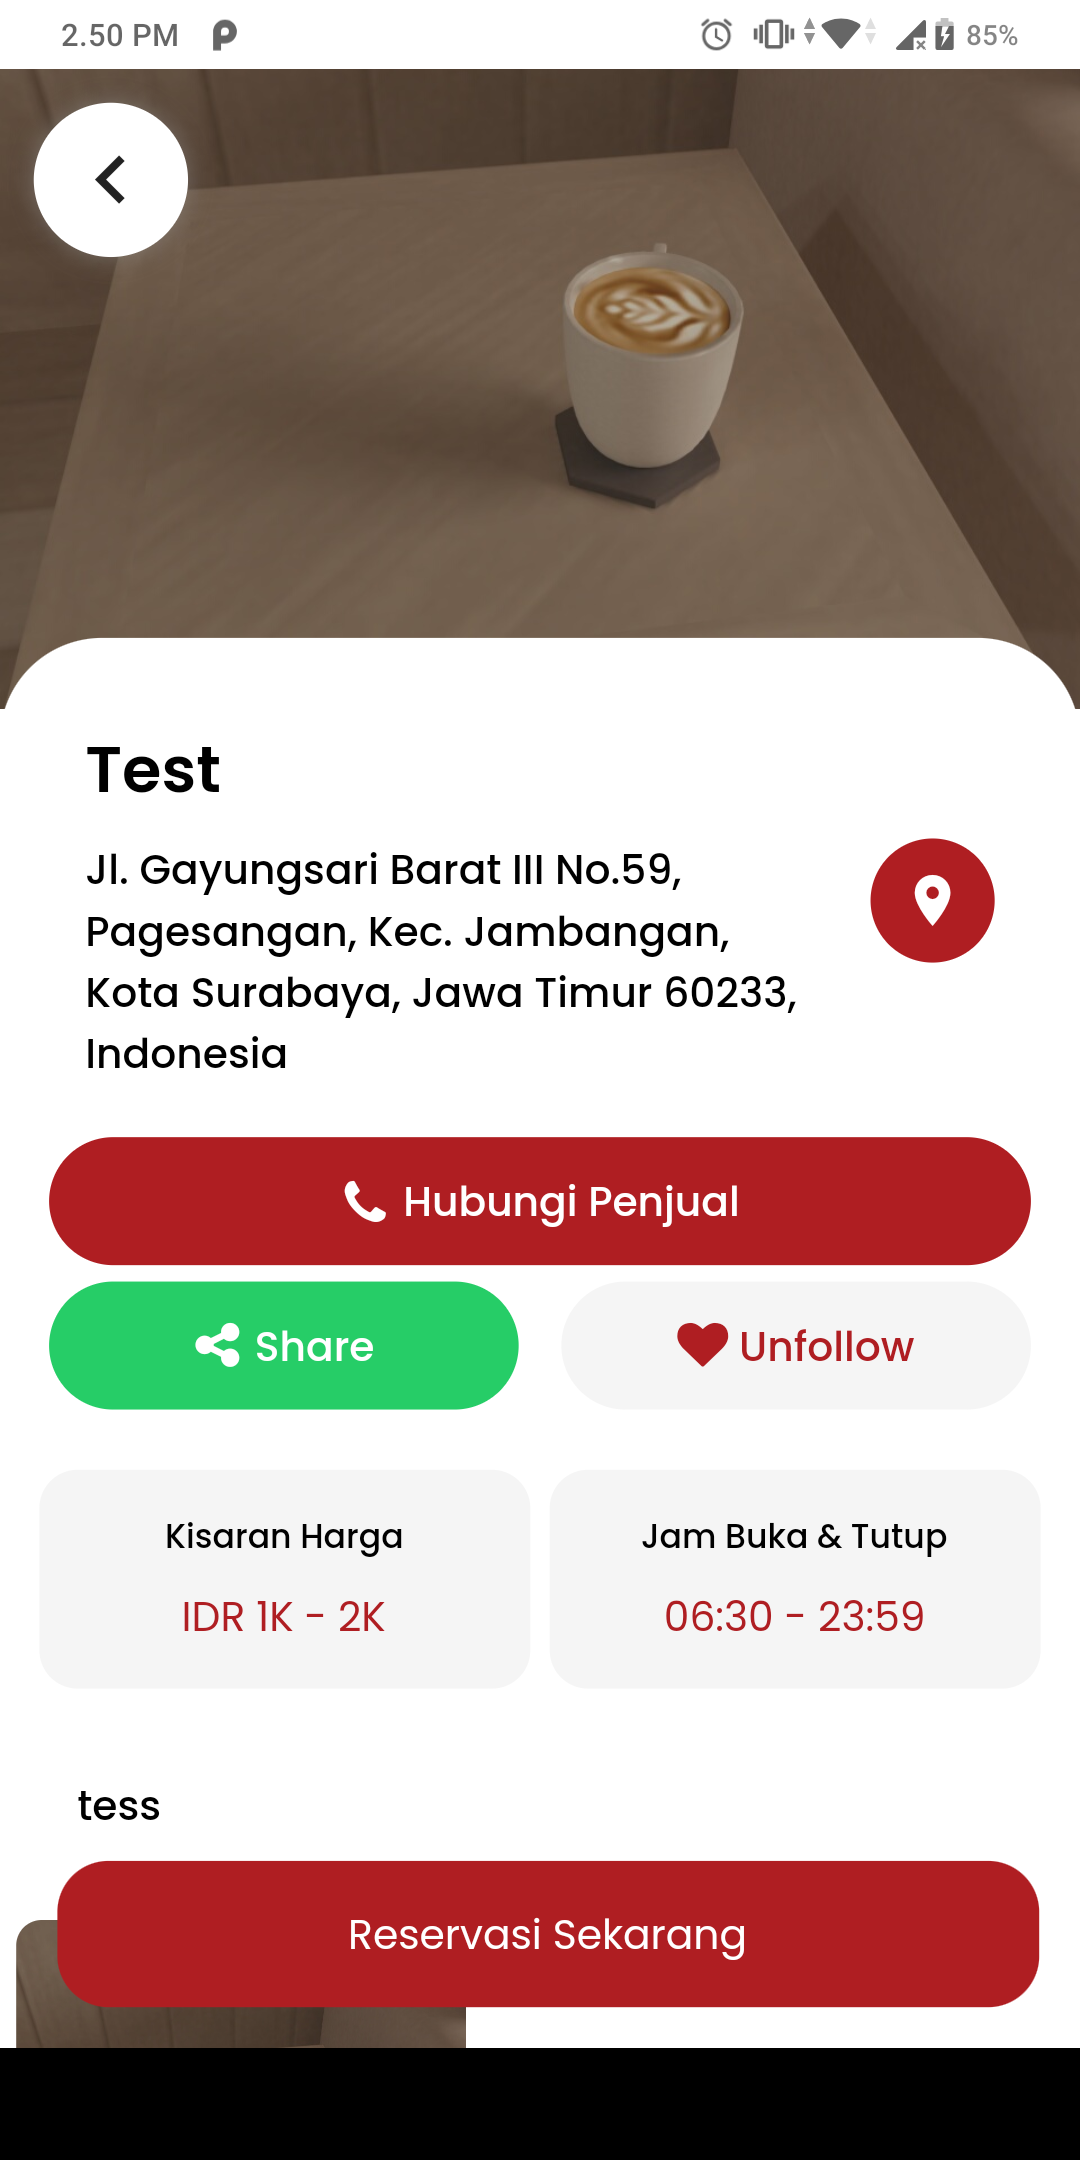 2.50 PM
85%
Test
Jl. Gayungsari Barat III No.59,
Pagesangan, Kec. Jambangan,
Kota Surabaya, Jawa Timur 60233,
Indonesia
Hubungi Penjual
Share
Unfollow
Kisaran Harga
IDR 1K - 2K
Jam Buka & Tutup
06:30 - 23:59
tess
Reservasi Sekarang